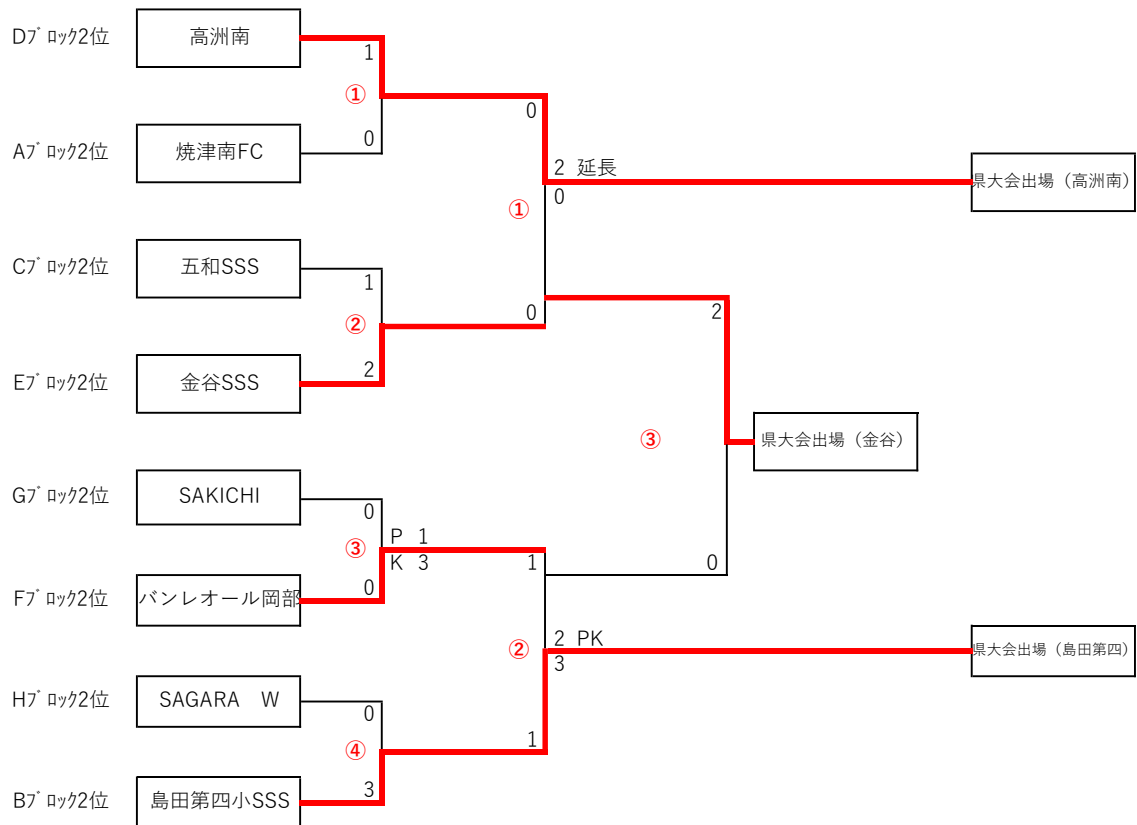 Dブロック2位 高洲南
1
①
0
0
Aブロック2位 焼津南FC
2 延長
県大会出場（高洲南）
0
①
Cブロック2位 五和SSS
1
②
0
2
2
Eブロック2位 金谷SSS
③
県大会出場（金谷）
Gブロック2位 SAKICHI
0
P 1
③
K 3
1
0
0
Fブロック2位 バンレオール岡部
2 PK
②
県大会出場（島田第四）
3
Hブロック2位 SAGARA　W
0
④
1
3
Bブロック2位 島田第四小SSS